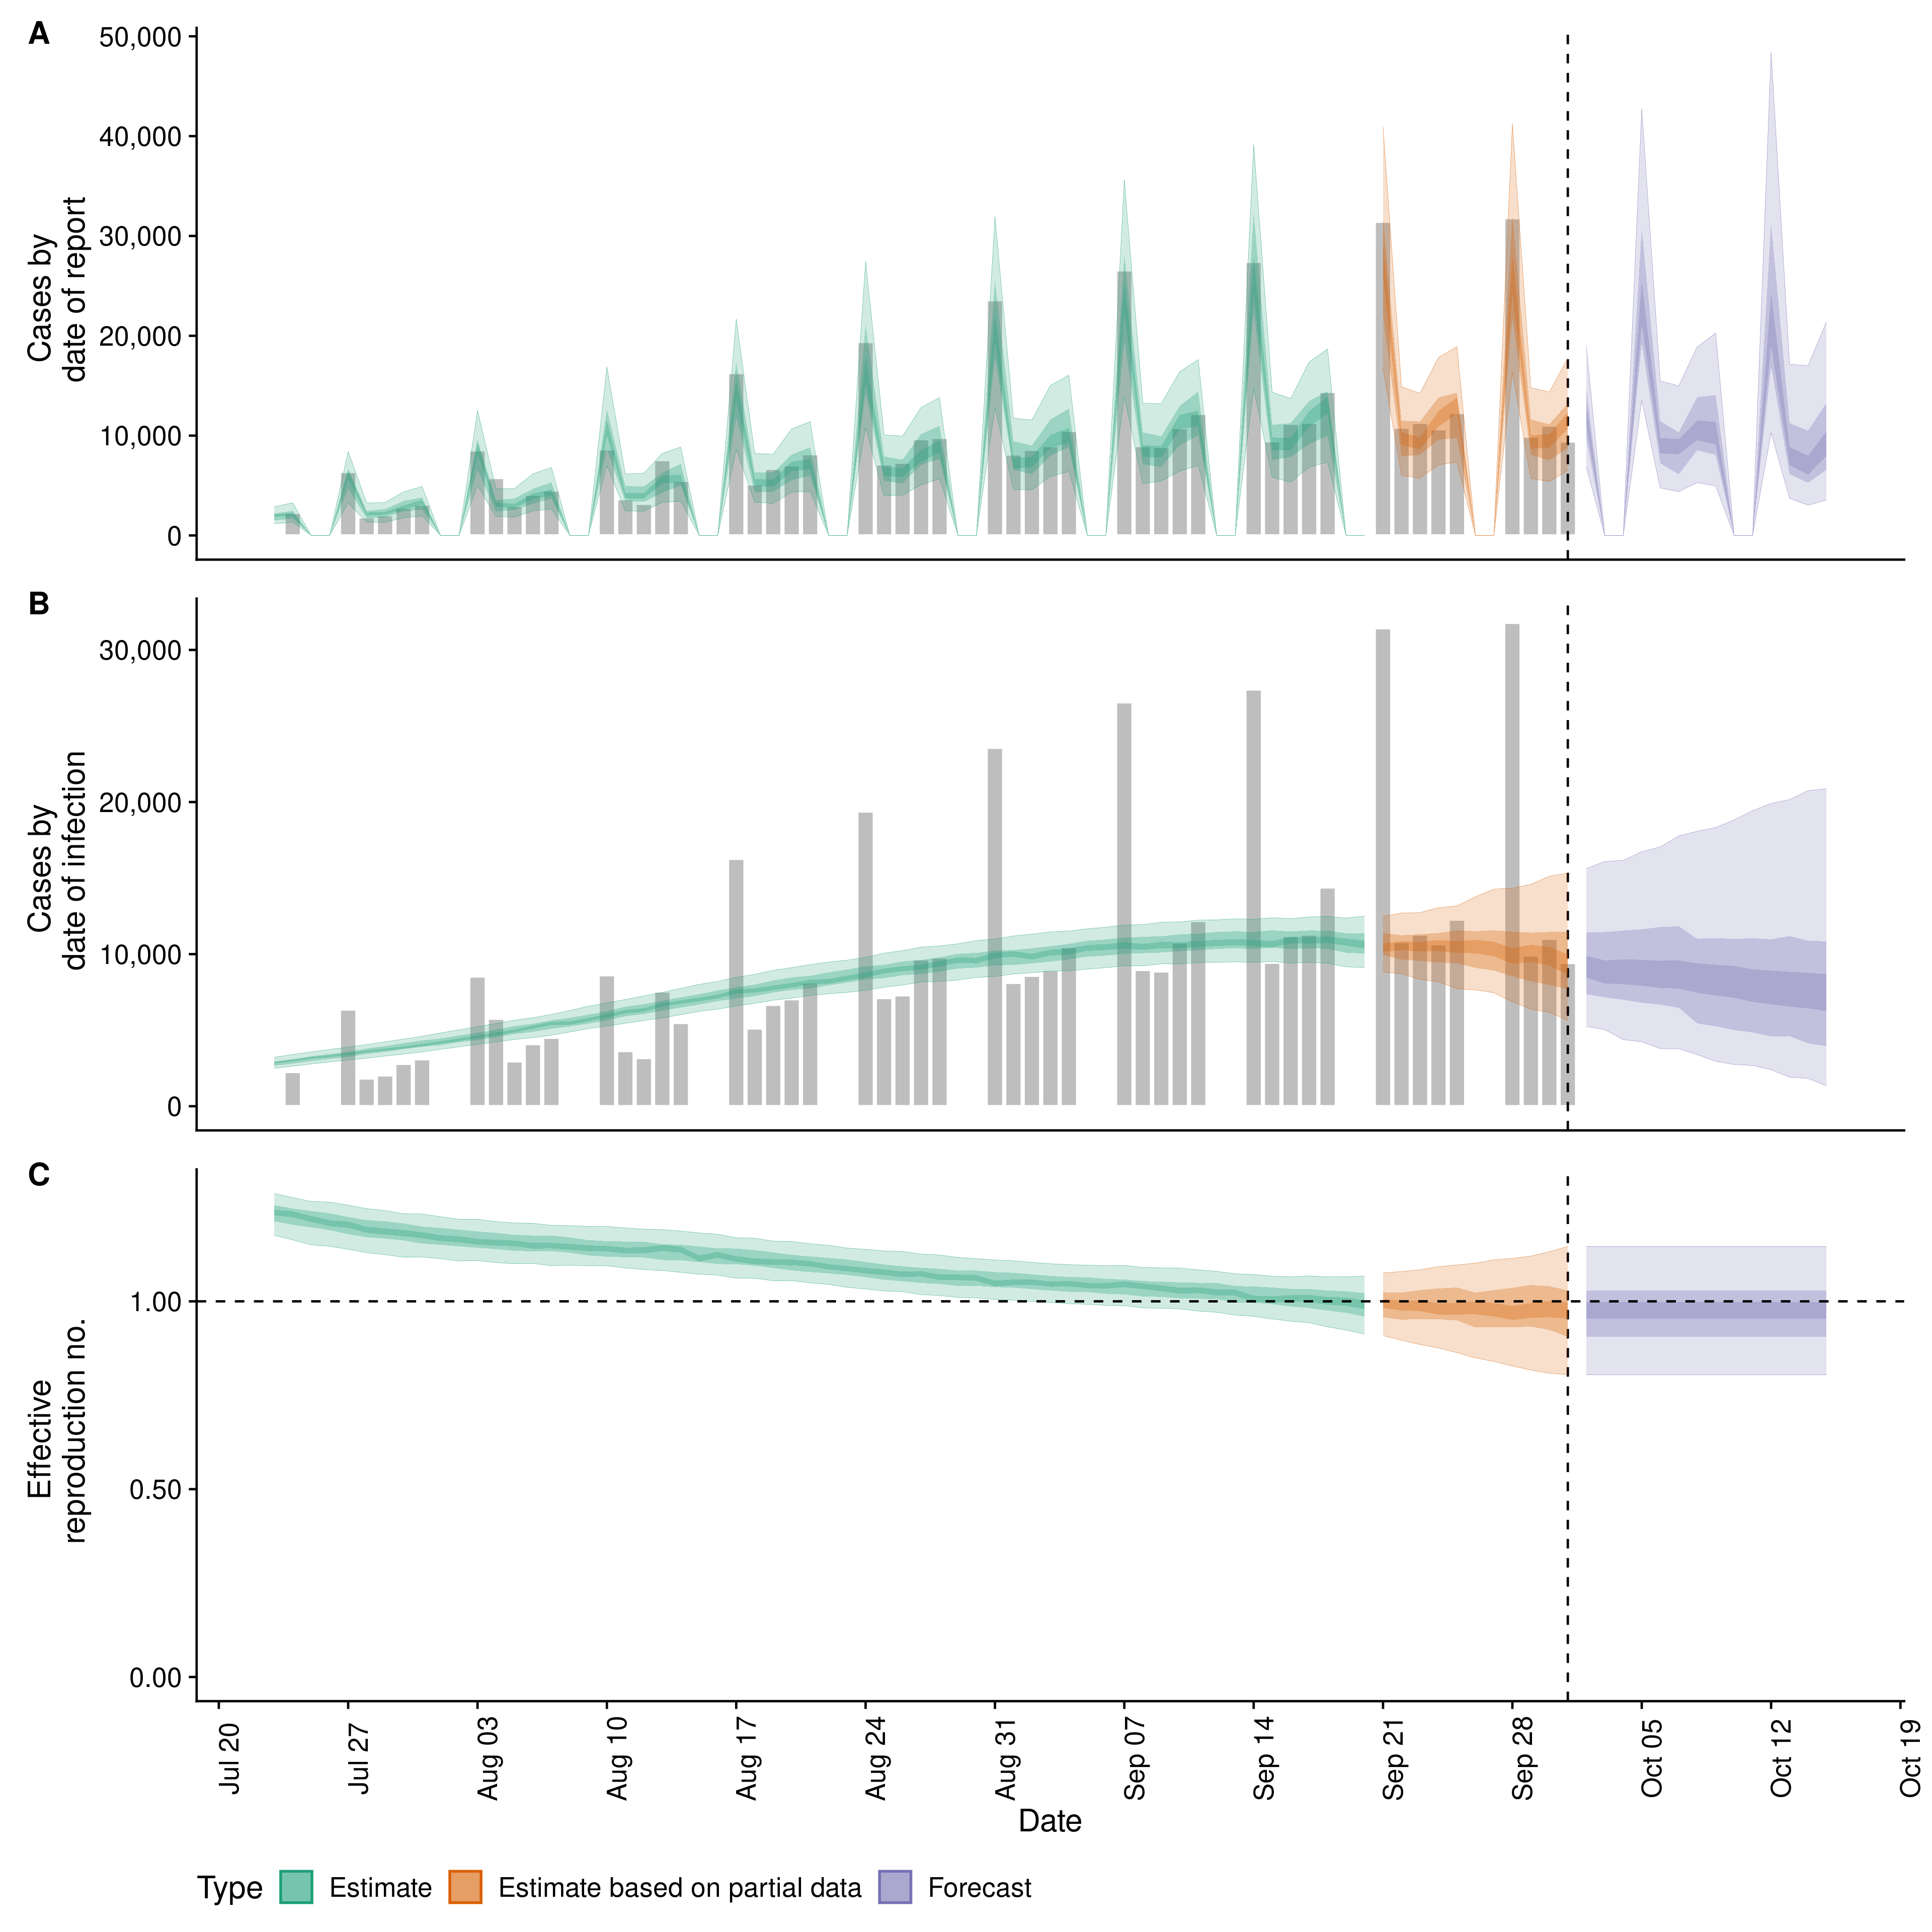 A
50,000
40,000
30,000
20,000
10,000
0
Cases by
date of report
B
30,000
20,000
10,000
0
Cases by
date of infection
C
1.00
0.50
0.00
Effective
reproduction no.
Jul 20
Jul 27
Aug 03
Aug 10
Aug 17
Aug 24
Aug 31
Sep 07
Sep 14
Sep 21
Sep 28
Oct 05
Oct 12
Oct 19
Date
Type Estimate Estimate based on partial data Forecast